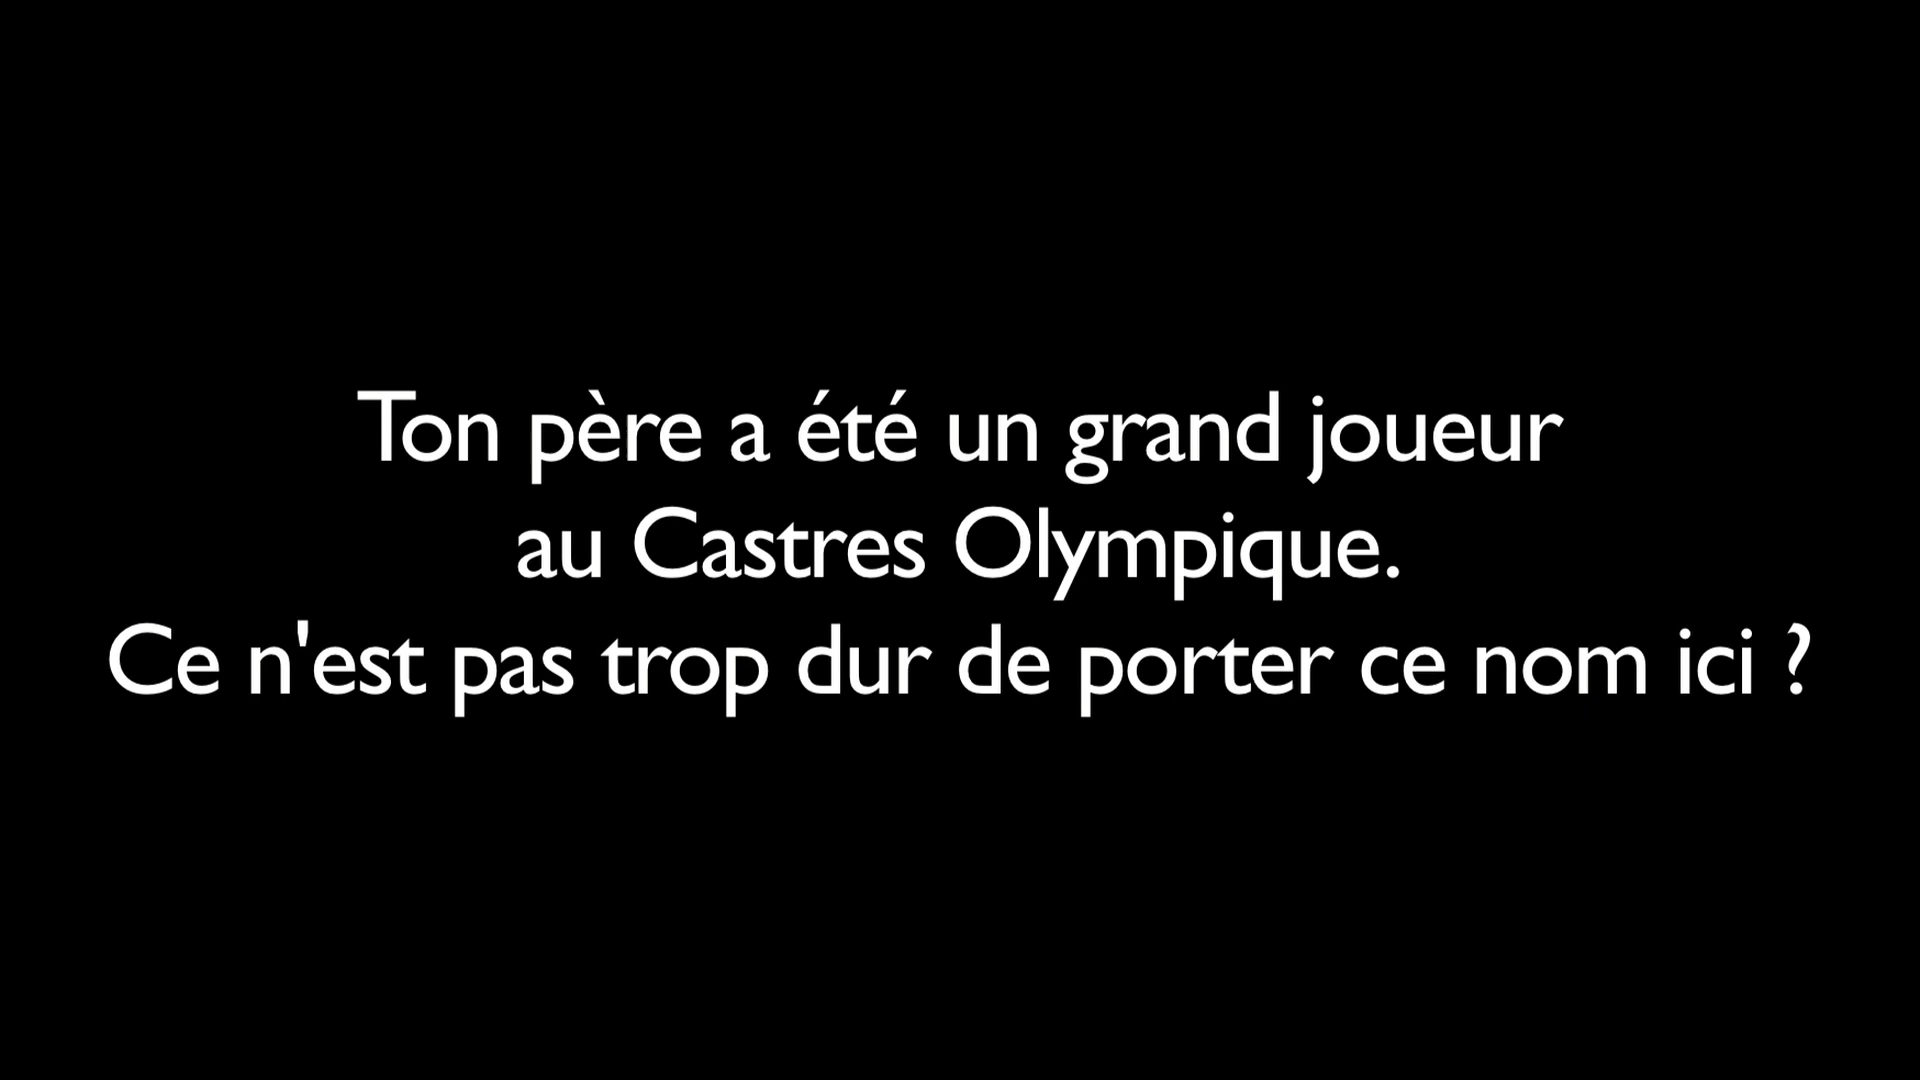 Ton père a été un grand joueur
au Castres Olympique.
Ce n'est pas trop dur de porter ce nom ici ?